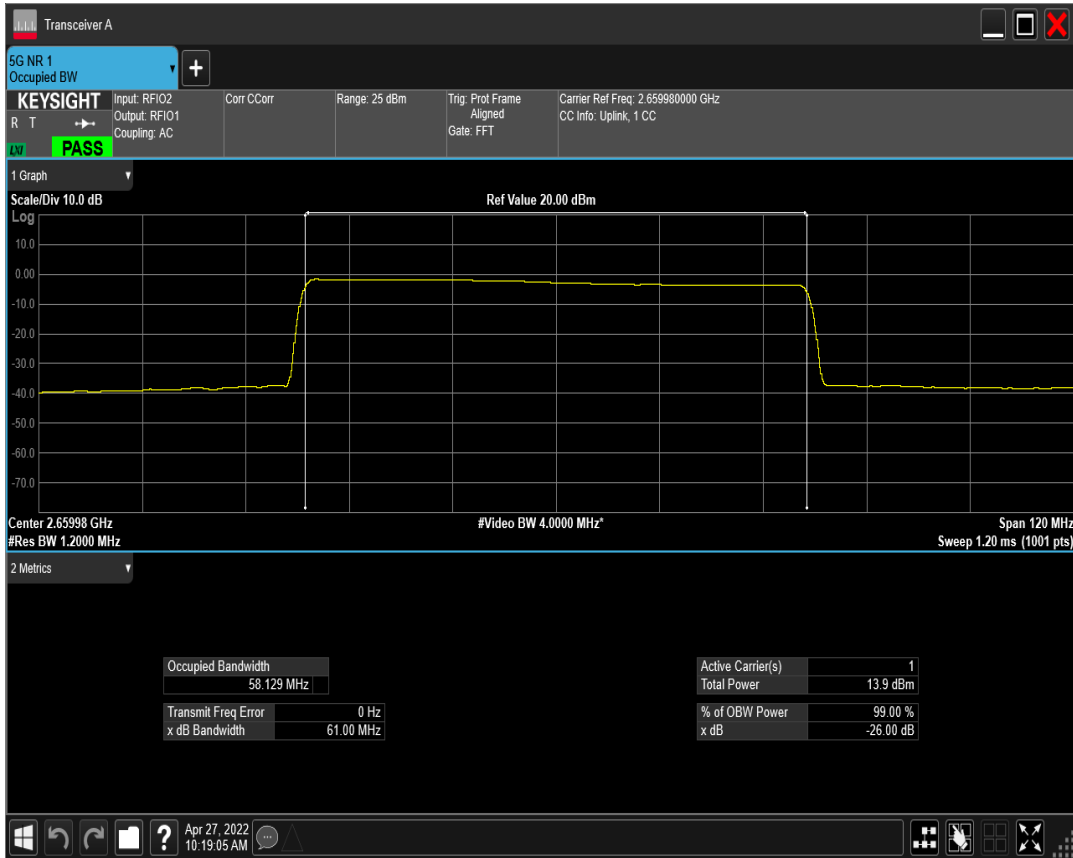 Transceiver A
5G NR 1
Occupied BW
KEYSIGHT
R T
LXI
PASS
Input: RFIO2
Output: RFIO1
Coupling: AC
Corr CCorr
Range: 25 dBm
Trig: Prot Frame
Aligned
Gate: FFT
Carrier Ref Freq: 2.659980000 GHz
CC Info: Uplink, 1 CC
1 Graph
Scale/Div 10.0 dB
Ref Value 20.00 dBm
Log
10.0
0.00
-10.0
-20.0
-30.0
-40.0
-50.0
-60.0
-70.0
Center 2.65998 GHz
#Video BW 4.0000 MHz*
Span 120 MHz
#Res BW 1.2000 MHz
Sweep 1.20 ms (1001 pts)
2 Metrics
Occupied Bandwidth
58.129 MHz
Transmit Freq Error 0 Hz
x dB Bandwidth 61.00 MHz
Active Carrier(s) 1
Total Power 13.9 dBm
% of OBW Power 99.00 %
x dB -26.00 dB
?
Apr 27, 2022
10:19:05 AM